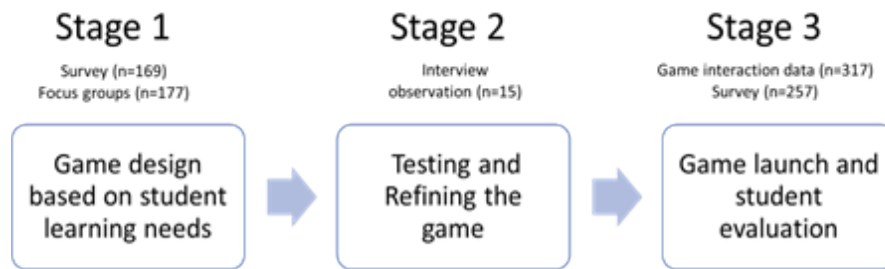 Stage 1
Survey (n=169)
Focus groups (n=177)
Game design
based on student
learning needs
Stage 2
Interview
observation (n=15)
Testing and
Refining the
game
Stage 3
Game interaction data (n=317)
Survey (n=257)
Game launch and
student
evaluation